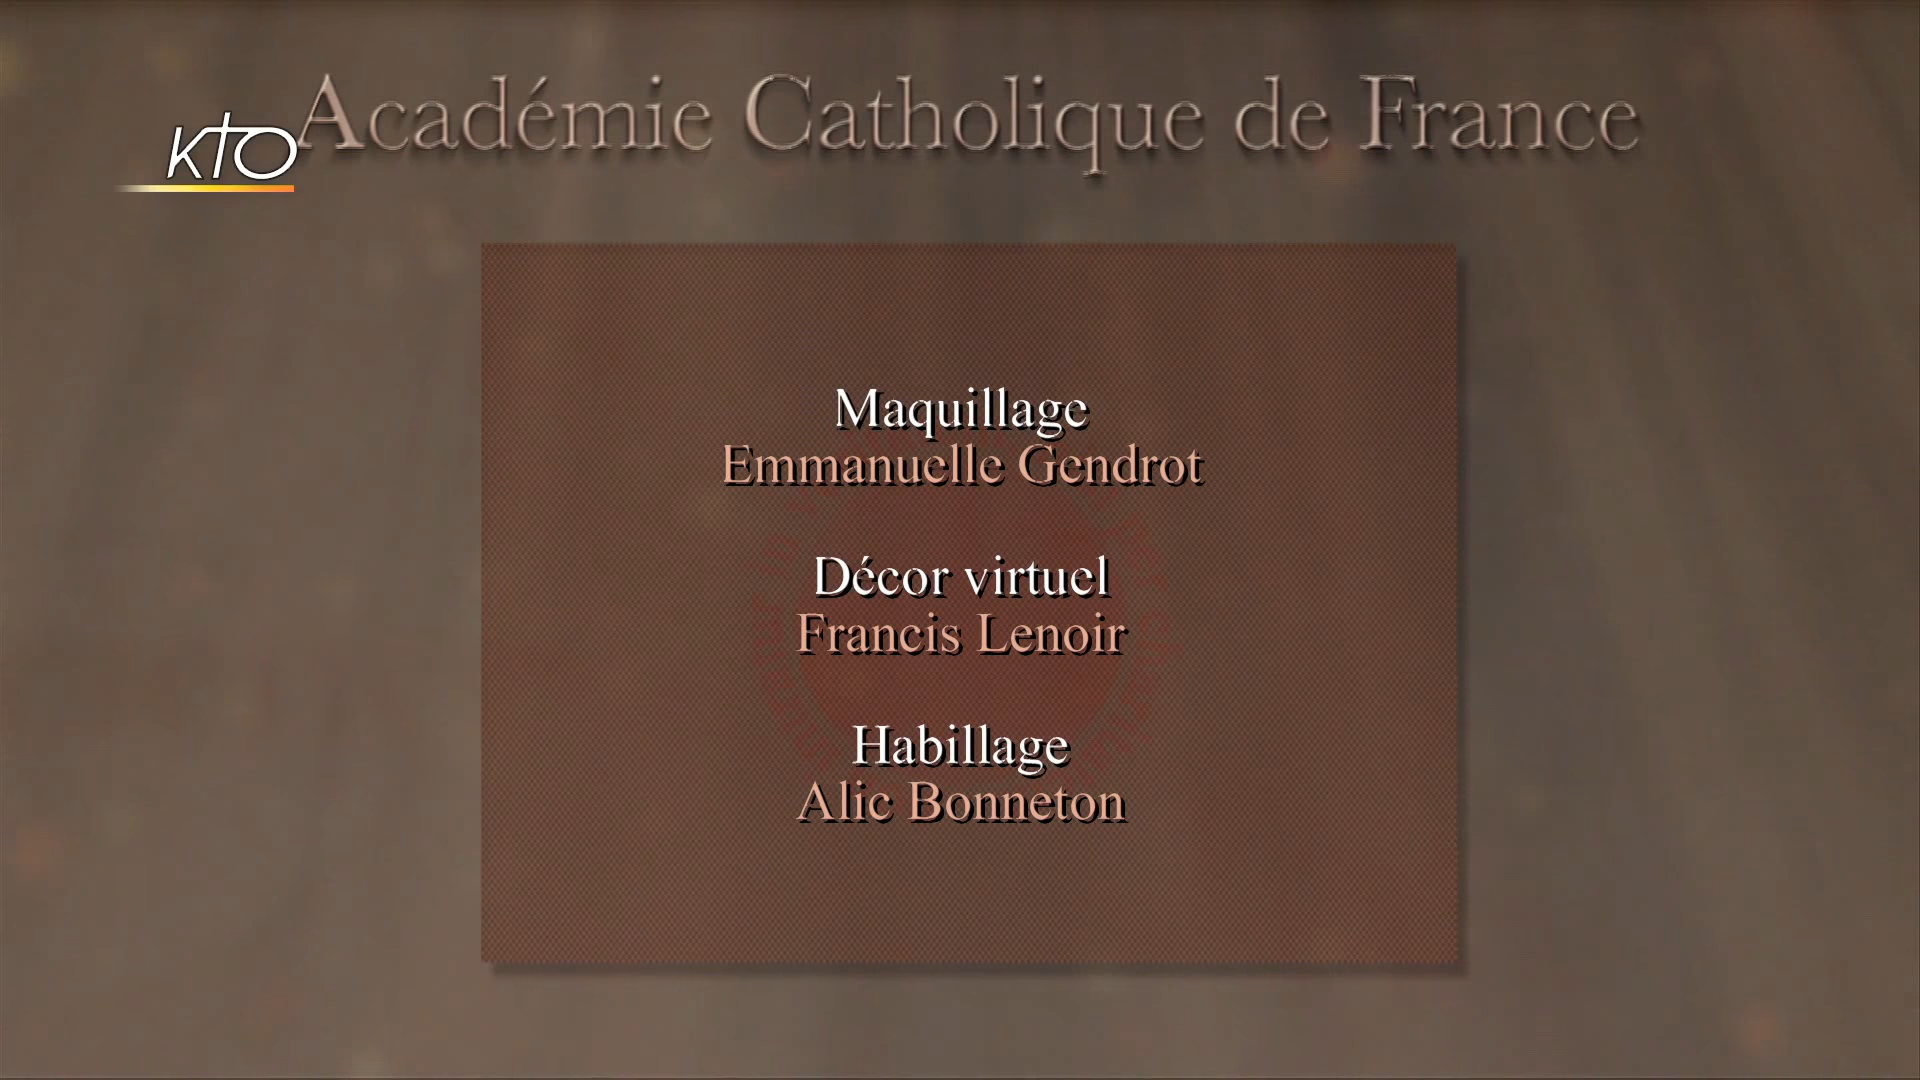 Académie Catholique de France
KTO
Maquillage
Emmanuelle Gendrot
Décor virtuel
Francis Lenoir
Habillage
Alic Bonneton